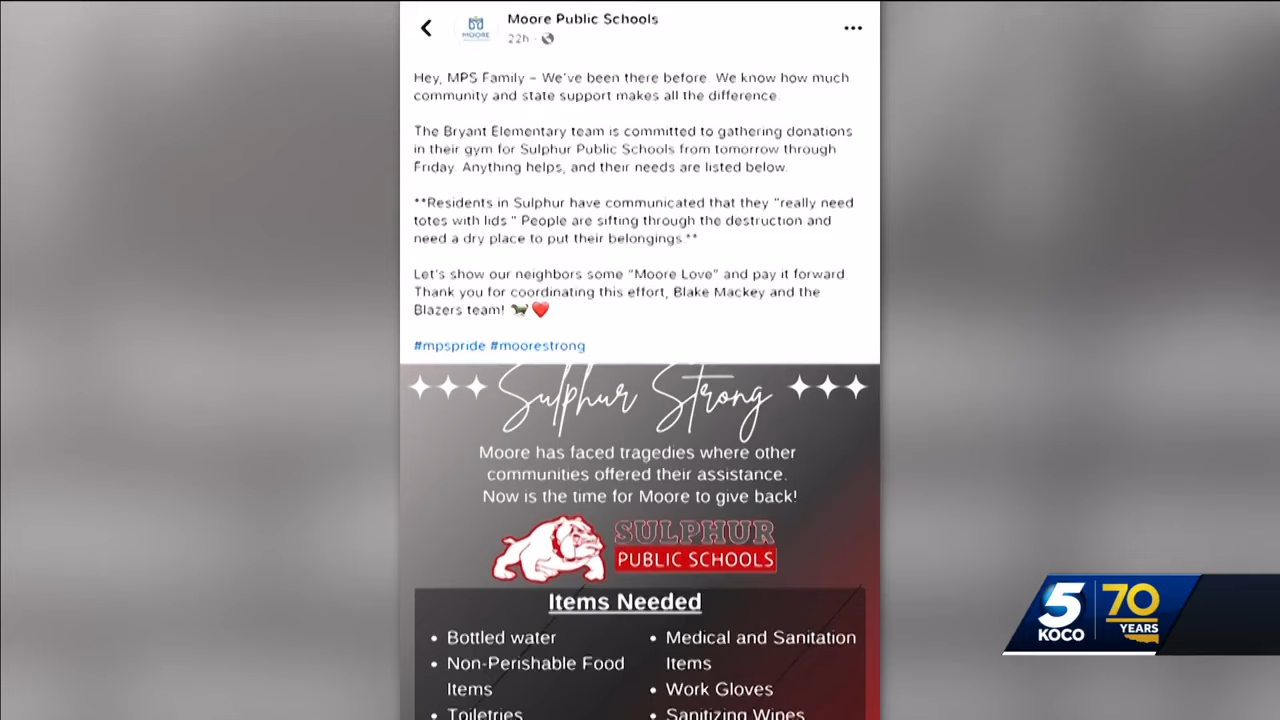 Moore Public Schools
MOORE
22h ·
Hey, MPS Family – We've been there before. We know how much
community and state support makes all the difference.
The Bryant Elementary team is committed to gathering donations
in their gym for Sulphur Public Schools from tomorrow through
Friday. Anything helps, and their needs are listed below.
**Residents in Sulphur have communicated that they "really need
totes with lids." People are sifting through the destruction and
need a dry place to put their belongings.**
Let's show our neighbors some "Moore Love" and pay it forward.
Thank you for coordinating this effort, Blake Mackey and the
Blazers team! 🐕❤️
#mpspride #moorestrong
Sulphur Strong
Moore has faced tragedies where other
communities offered their assistance.
Now is the time for Moore to give back!
SULPHUR
PUBLIC SCHOOLS
Items Needed
• Bottled water
• Non-Perishable Food
Items
• Toiletries
• Medical and Sanitation
Items
• Work Gloves
• Sanitizing Wipes
5
KOCO
70
YEARS